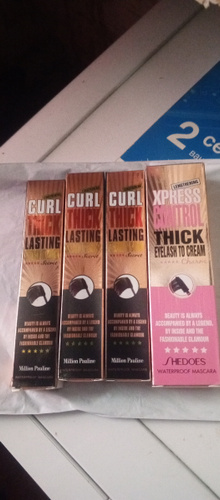 2 ce
CURL
THICK
LASTING
BEAUTY IS ALWAYS
ACCOMPANIED BY A LEGEND
BY INSIDE AND THE
FASHIONABLE GLAMOUR
Million Pauline
CURL
THICK
LASTING
BEAUTY IS ALWAYS
ACCOMPANIED BY A LEGEND
BY INSIDE AND THE
FASHIONABLE GLAMOUR
Million Pauline
CURL
THICK
LASTING
BEAUTY IS ALWAYS
ACCOMPANIED BY A LEGEND
BY INSIDE AND THE
FASHIONABLE GLAMOUR
Million Pauline
XPRESS
CONTROL
THICK
EYELASH TO CREAM
BEAUTY IS ALWAYS
ACCOMPANIED BY A LEGEND,
BY INSIDE AND THE
FASHIONABLE GLAMOUR
SHEDOES
WATERPROOF MASCARA